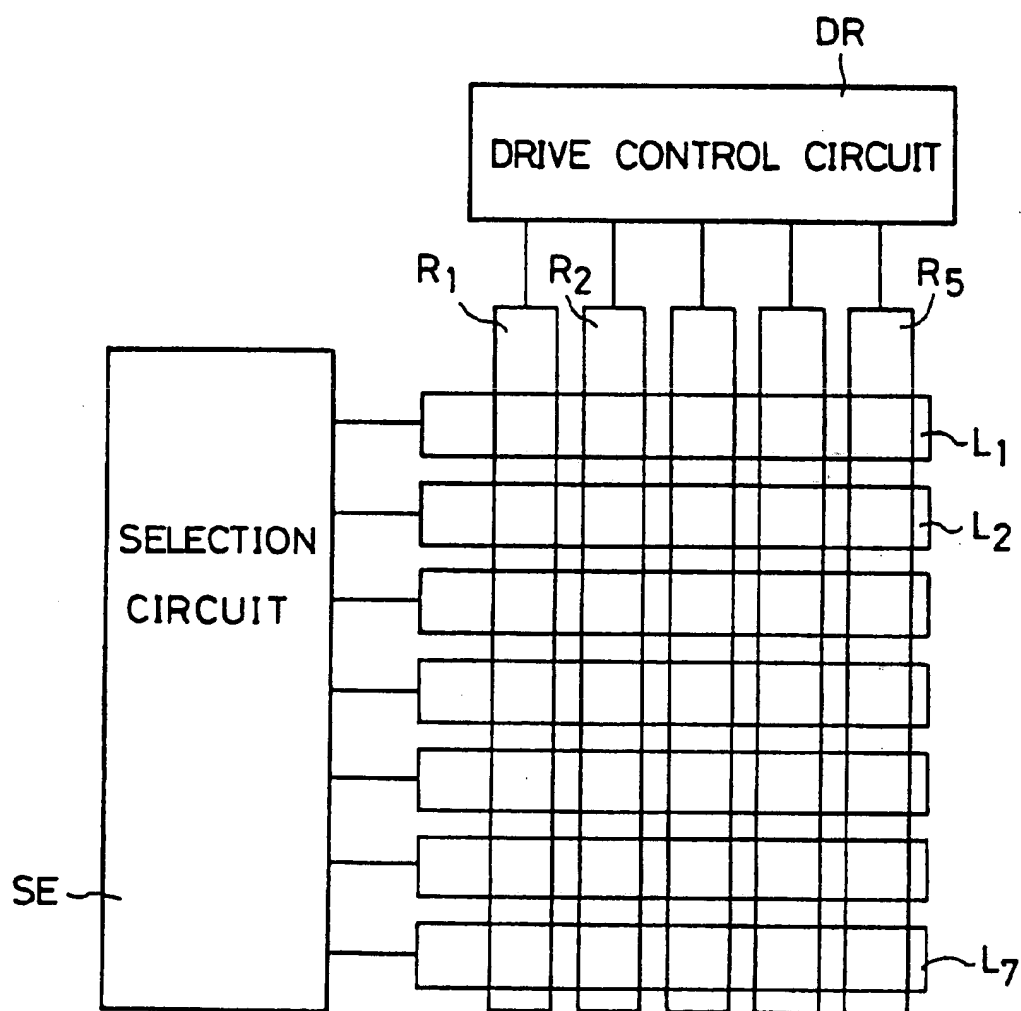 DR
DRIVE CONTROL CIRCUIT
R1
R2
R5
L1
L2
SELECTION
CIRCUIT
SE
L7